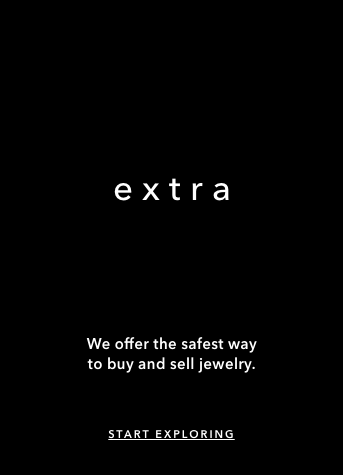 extra
We offer the safest way
to buy and sell jewelry.
START EXPLORING